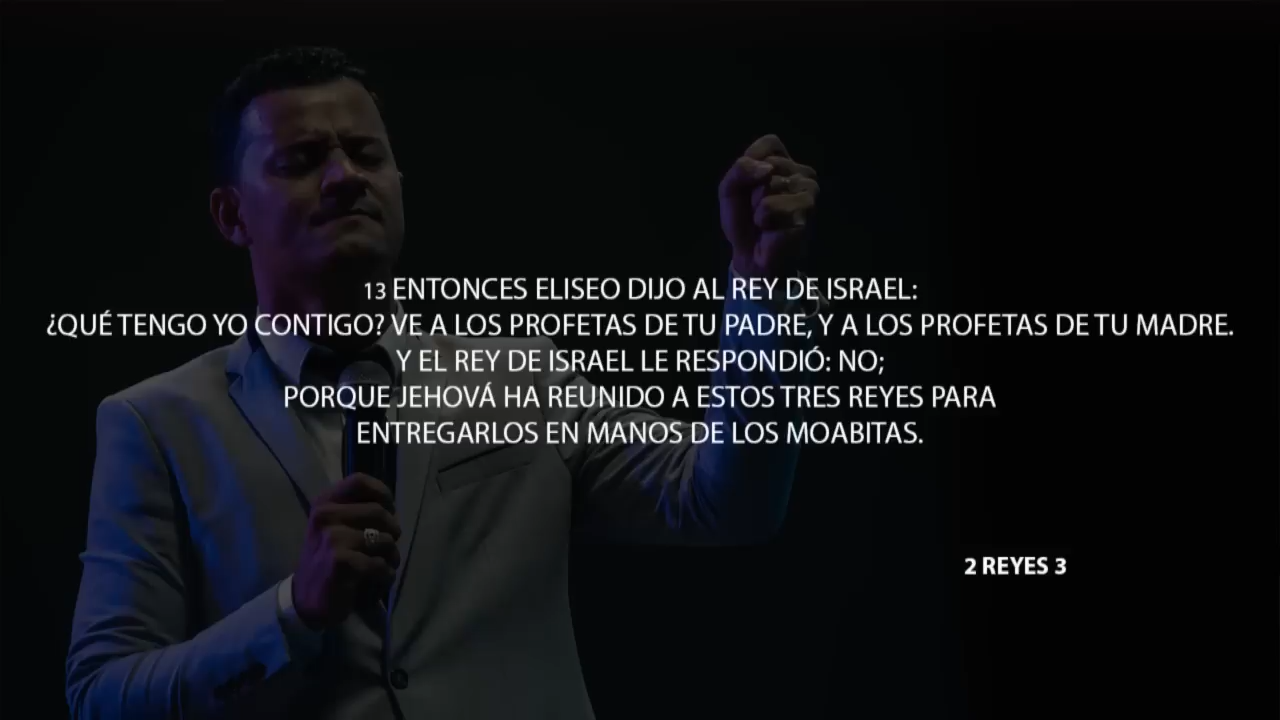 13 ENTONCES ELISEO DIJO AL REY DE ISRAEL:
¿QUÉ TENGO YO CONTIGO? VE A LOS PROFETAS DE TU PADRE, Y A LOS PROFETAS DE TU MADRE.
Y EL REY DE ISRAEL LE RESPONDIÓ: NO;
PORQUE JEHOVÁ HA REUNIDO A ESTOS TRES REYES PARA
ENTREGARLOS EN MANOS DE LOS MOABITAS.
2 REYES 3